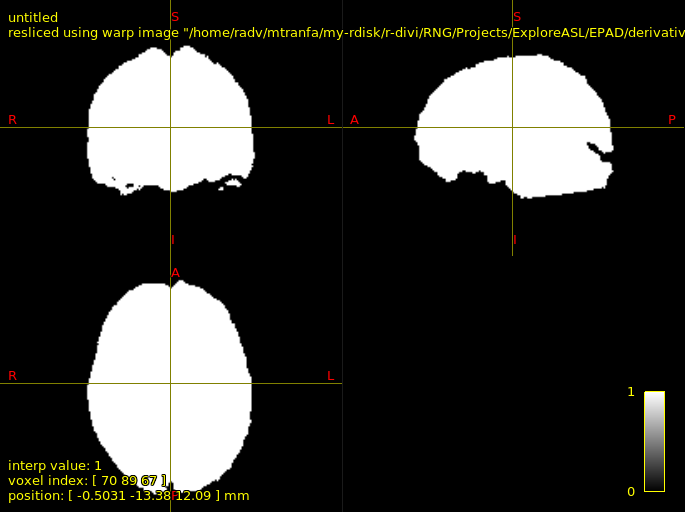 untitled
resliced using warp image "/home/radv/mtranfa/my-rdisk/r-divi/RNG/Projects/ExploreASL/EPAD/derivativ
S
S
R
L
A
P
I
I
A
R
L
1
interp value: 1
voxel index: [ 70 89 67 ]
0
position: [ -0.5031 -13.38 12.09 ] mm